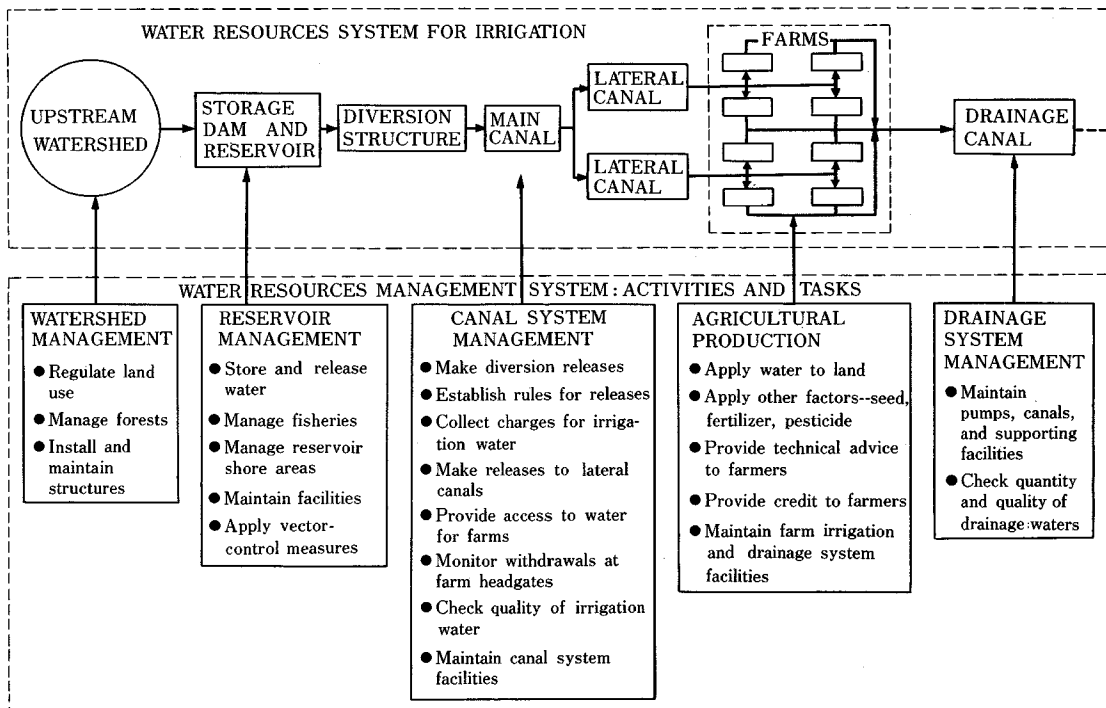 WATER RESOURCES SYSTEM FOR IRRIGATION
FARMS
UPSTREAM
WATERSHED
STORAGE
DAM AND
RESERVOIR
DIVERSION
STRUCTURE
MAIN
CANAL
LATERAL
CANAL
LATERAL
CANAL
DRAINAGE
CANAL
WATER RESOURCES MANAGEMENT SYSTEM: ACTIVITIES AND TASKS
WATERSHED
MANAGEMENT
● Regulate land
use
● Manage forests
● Install and
maintain
structures
RESERVOIR
MANAGEMENT
● Store and release
water
● Manage fisheries
● Manage reservoir
shore areas
● Maintain facilities
● Apply vector-
control measures
CANAL SYSTEM
MANAGEMENT
● Make diversion releases
● Establish rules for releases
● Collect charges for irriga-
tion water
● Make releases to lateral
canals
● Provide access to water
for farms
● Monitor withdrawals at
farm headgates
● Check quality of irrigation
water
● Maintain canal system
facilities
AGRICULTURAL
PRODUCTION
● Apply water to land
● Apply other factors--seed,
fertilizer, pesticide
● Provide technical advice
to farmers
● Provide credit to farmers
● Maintain farm irrigation
and drainage system
facilities
DRAINAGE
SYSTEM
MANAGEMENT
● Maintain
pumps, canals,
and supporting
facilities
● Check quantity
and quality of
drainage waters